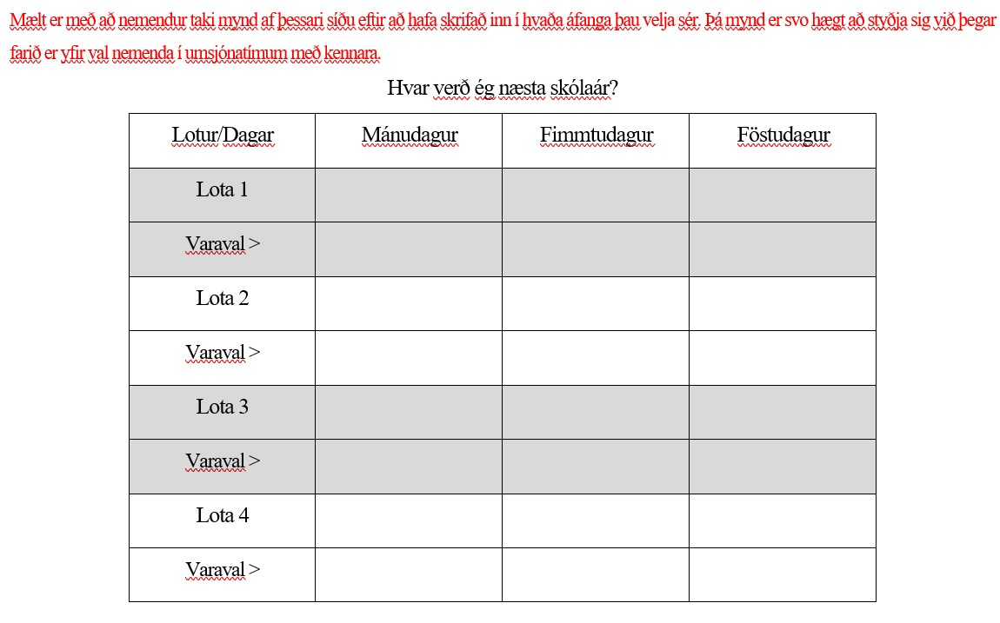 Mælt er með að nemendur taki mynd af þessari síðu eftir að hafa skrifað inn í hvaða áfanga þau velja sér. Þá mynd er svo hægt að styðja sig við þegar
farið er yfir val nemenda í umsjónatímum með kennara.
Hvar verð ég næsta skólaár?
Lotur/Dagar Mánudagur Fimmtudagur Föstudagur
Lota 1
Varaval >
Lota 2
Varaval >
Lota 3
Varaval >
Lota 4
Varaval >